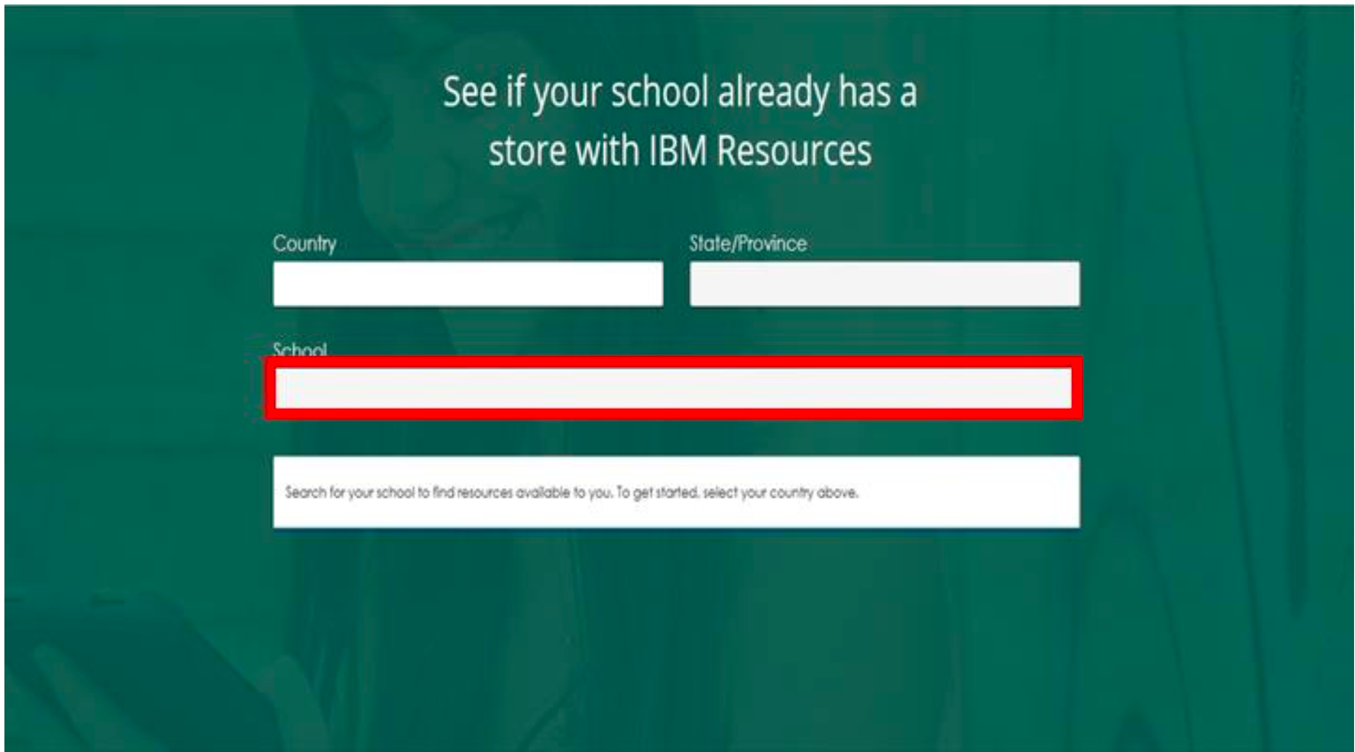 See if your school already has a
store with IBM Resources
Country
State/Province
School
Search for your school to find resources available to you. To get started, select your country above.